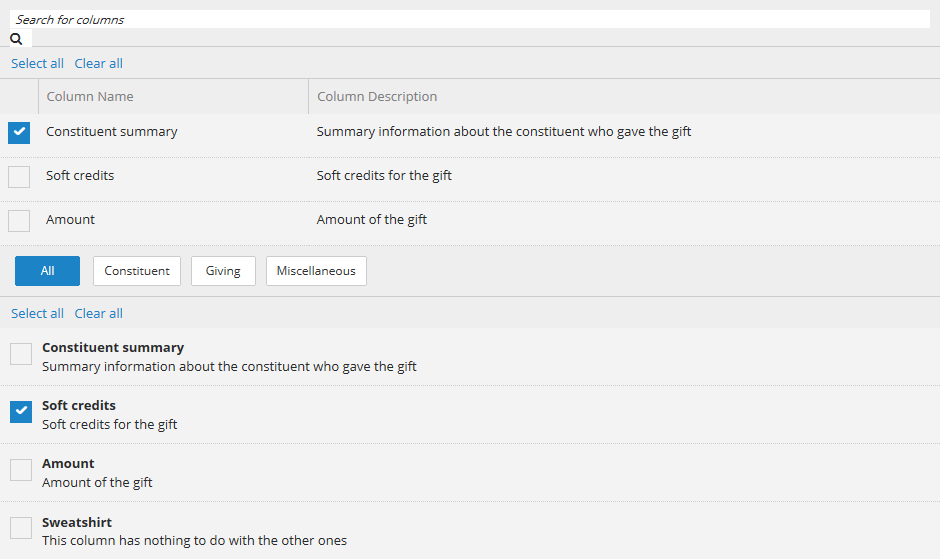 Search for columns
Select all Clear all
Column Name Column Description
Constituent summary Summary information about the constituent who gave the gift
Soft credits Soft credits for the gift
Amount Amount of the gift
All Constituent Giving Miscellaneous
Select all Clear all
Constituent summary
Summary information about the constituent who gave the gift
Soft credits
Soft credits for the gift
Amount
Amount of the gift
Sweatshirt
This column has nothing to do with the other ones